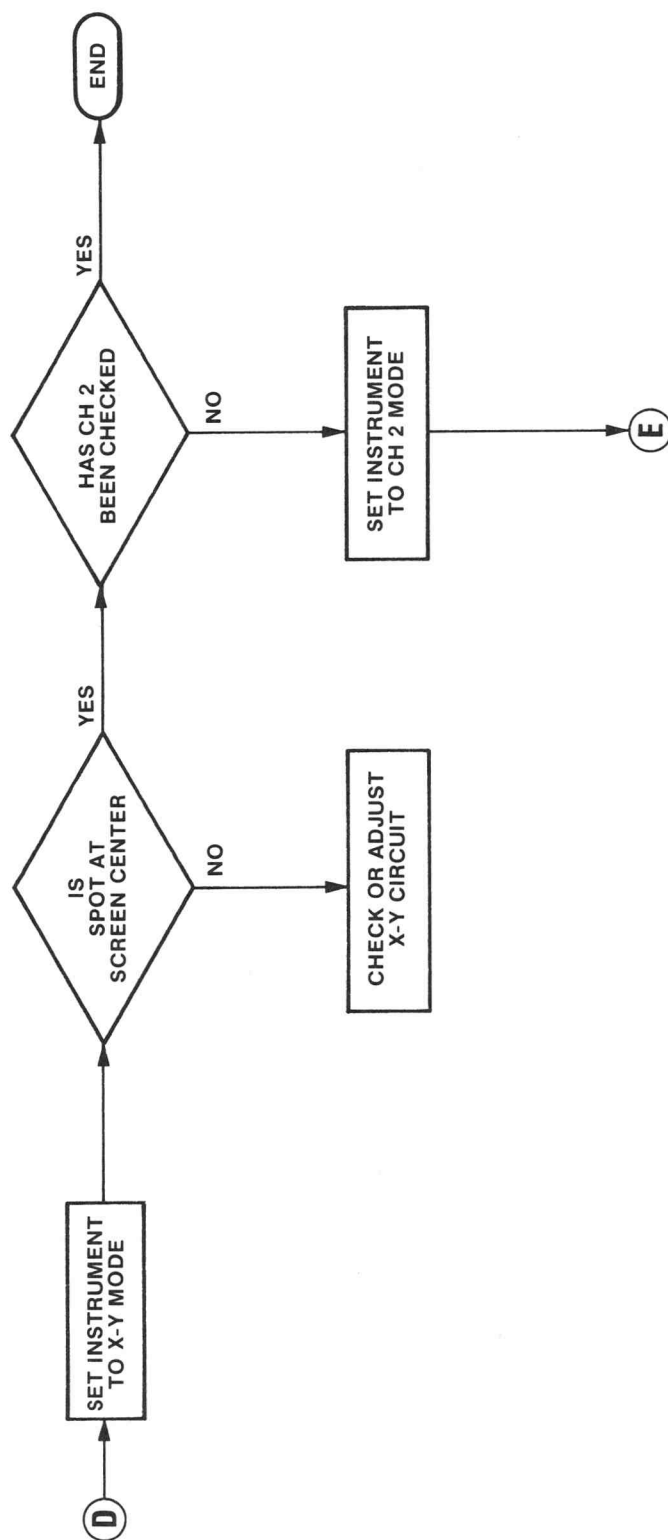 D
SET INSTRUMENT
TO X-Y MODE
IS
SPOT AT
SCREEN CENTER
YES
NO
CHECK OR ADJUST
X-Y CIRCUIT
HAS CH 2
BEEN CHECKED
YES
END
NO
SET INSTRUMENT
TO CH 2 MODE
E